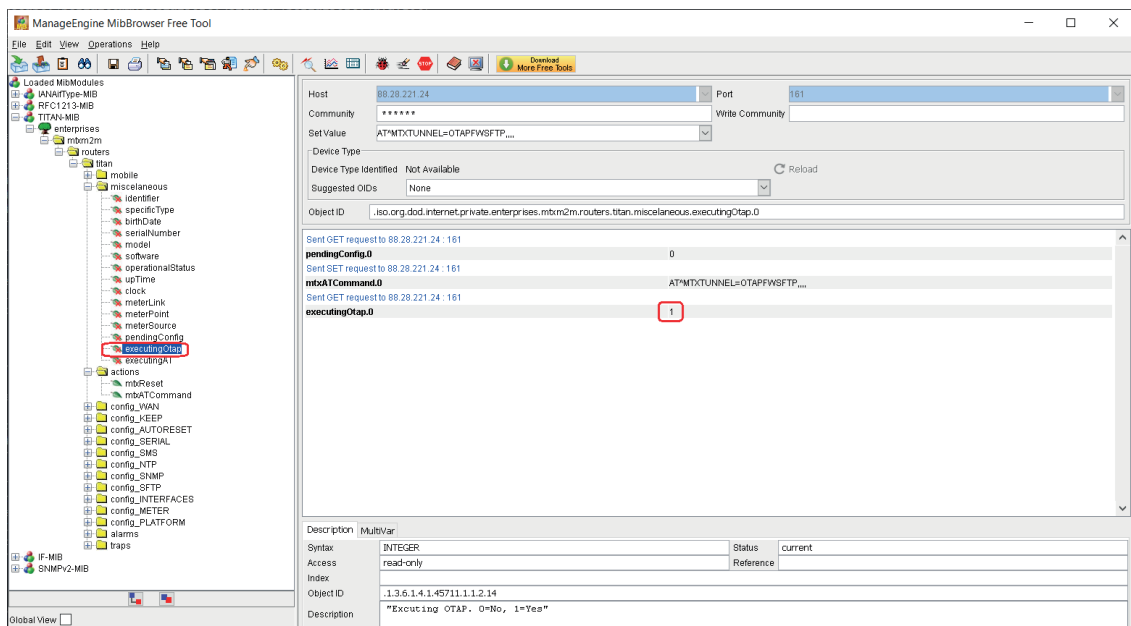 ManageEngine MibBrowser Free Tool
File Edit View Operations Help
Download More Free Tools
Loaded MibModules
IANAifType-MIB
RFC1213-MIB
TITAN-MIB
enterprises
mtxm2m
routers
titan
mobile
miscelaneous
identifier
specificType
birthDate
serialNumber
model
software
operationalStatus
upTime
clock
meterLink
meterPoint
meterSource
pendingConfig
executingOtap
executingAT
actions
mtxReset
mtxATCommand
config_WAN
config_KEEP
config_AUTORESET
config_SERIAL
config_SMS
config_NTP
config_SNMP
config_SFTP
config_INTERFACES
config_METER
config_PLATFORM
alarms
traps
IF-MIB
SNMPv2-MIB
Global View
Host 88.28.221.24 Port 161
Community ****** Write Community
Set Value AT^MTXTUNNEL=OTAPFWSFTP,,,,
Device Type
Device Type Identified Not Available Reload
Suggested OIDs None
Object ID .iso.org.dod.internet.private.enterprises.mtxm2m.routers.titan.miscelaneous.executingOtap.0
Sent GET request to 88.28.221.24 : 161
pendingConfig.0 0
Sent SET request to 88.28.221.24 : 161
mtxATCommand.0 AT^MTXTUNNEL=OTAPFWSFTP,,,,
Sent GET request to 88.28.221.24 : 161
executingOtap.0 1
Description MultiVar
Syntax INTEGER Status current
Access read-only Reference
Index
Object ID .1.3.6.1.4.1.45711.1.1.2.14
Description "Excuting OTAP. 0=No, 1=Yes"